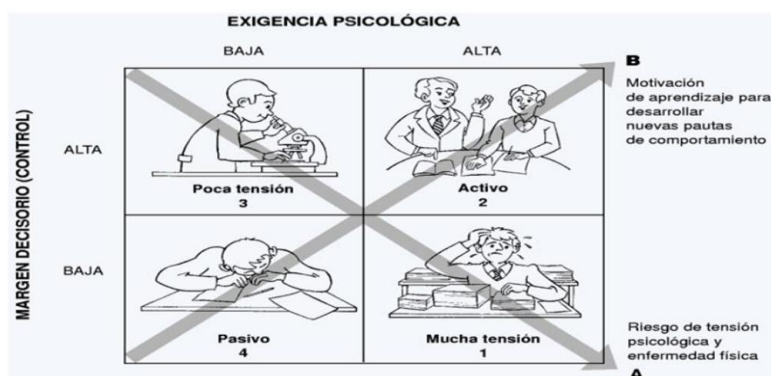 EXIGENCIA PSICOLÓGICA
BAJA
ALTA
MARGEN DECISORIO (CONTROL)
ALTA
Poca tensión
3
Activo
2
BAJA
Pasivo
4
Mucha tensión
1
B
Motivación
de aprendizaje para
desarrollar
nuevas pautas
de comportamiento
Riesgo de tensión
psicológica y
enfermedad física
A